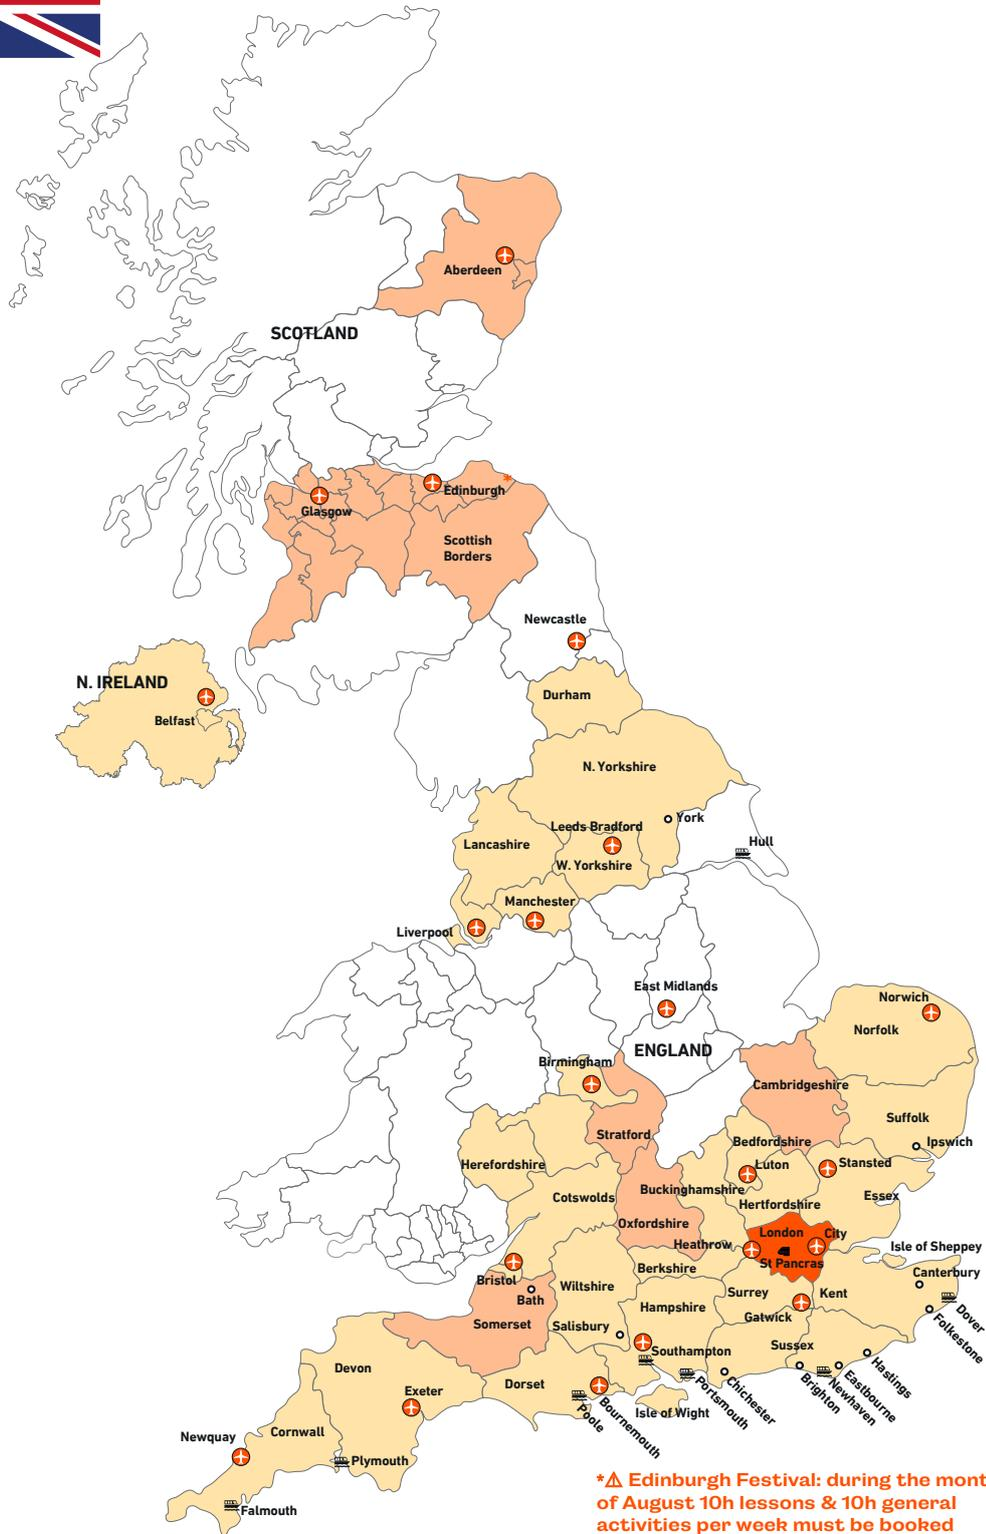 Aberdeen
SCOTLAND
Edinburgh
*
Glasgow
Scottish
Borders
Newcastle
N. IRELAND
Belfast
Durham
N. Yorkshire
York
Leeds Bradford
Hull
Lancashire
W. Yorkshire
Manchester
Liverpool
East Midlands
Norwich
Norfolk
ENGLAND
Birmingham
Cambridgeshire
Suffolk
Stratford
Bedfordshire
Ipswich
Herefordshire
Luton
Stansted
Buckinghamshire
Cotswolds
Essex
Hertfordshire
Oxfordshire
London
City
Heathrow
Isle of Sheppey
St Pancras
Berkshire
Canterbury
Bristol
Wiltshire
Surrey
Kent
Bath
Hampshire
Gatwick
Dover
Folkestone
Somerset
Salisbury
Sussex
Southampton
Hastings
Devon
Eastbourne
Newhaven
Brighton
Chichester
Portsmouth
Dorset
Exeter
Isle of Wight
Poole
Bournemouth
Cornwall
Newquay
Plymouth
Falmouth
*⚠ Edinburgh Festival: during the mont
of August 10h lessons & 10h general
activities per week must be booked